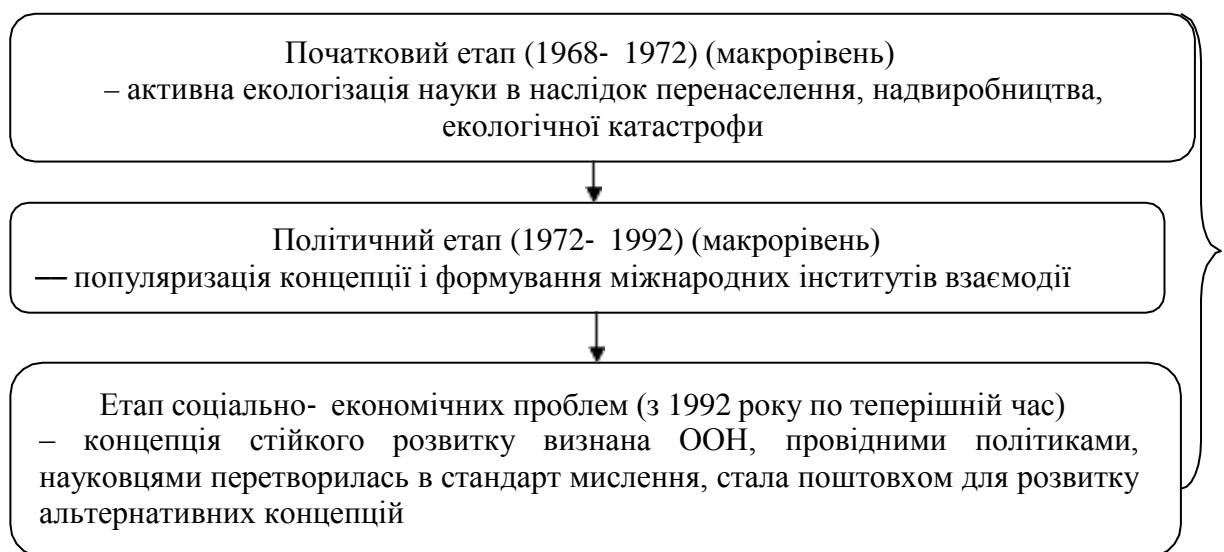 Початковий етап (1968- 1972) (макрорівень)
– активна екологізація науки в наслідок перенаселення, надвиробництва,
екологічної катастрофи
Політичний етап (1972- 1992) (макрорівень)
— популяризація концепції і формування міжнародних інститутів взаємодії
Етап соціально- економічних проблем (з 1992 року по теперішній час)
– концепція стійкого розвитку визнана ООН, провідними політиками,
науковцями перетворилась в стандарт мислення, стала поштовхом для розвитку
альтернативних концепцій